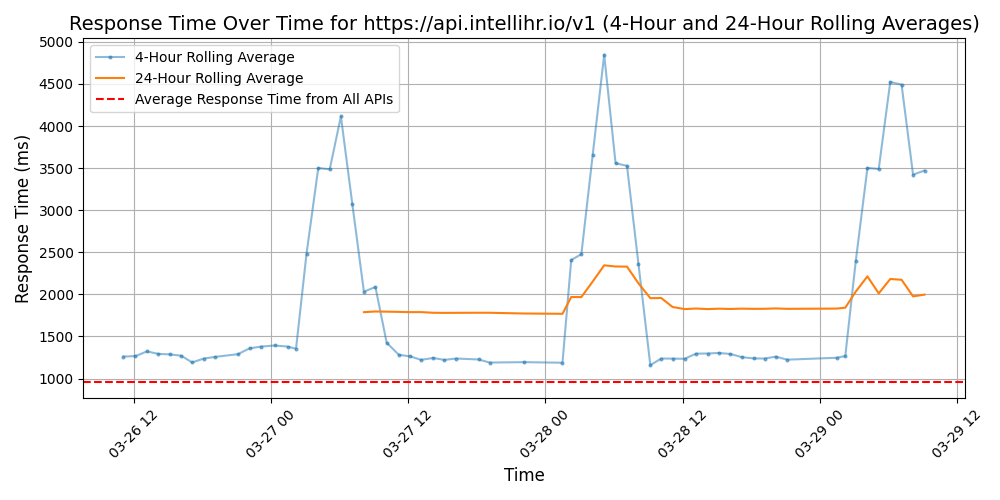 Response Time Over Time for https://api.intellihr.io/v1 (4-Hour and 24-Hour Rolling Averages)
4-Hour Rolling Average
24-Hour Rolling Average
Average Response Time from All APIs
Response Time (ms)
5000
4500
4000
3500
3000
2500
2000
1500
1000
03-26 12
03-27 00
03-27 12
03-28 00
03-28 12
03-29 00
03-29 12
Time